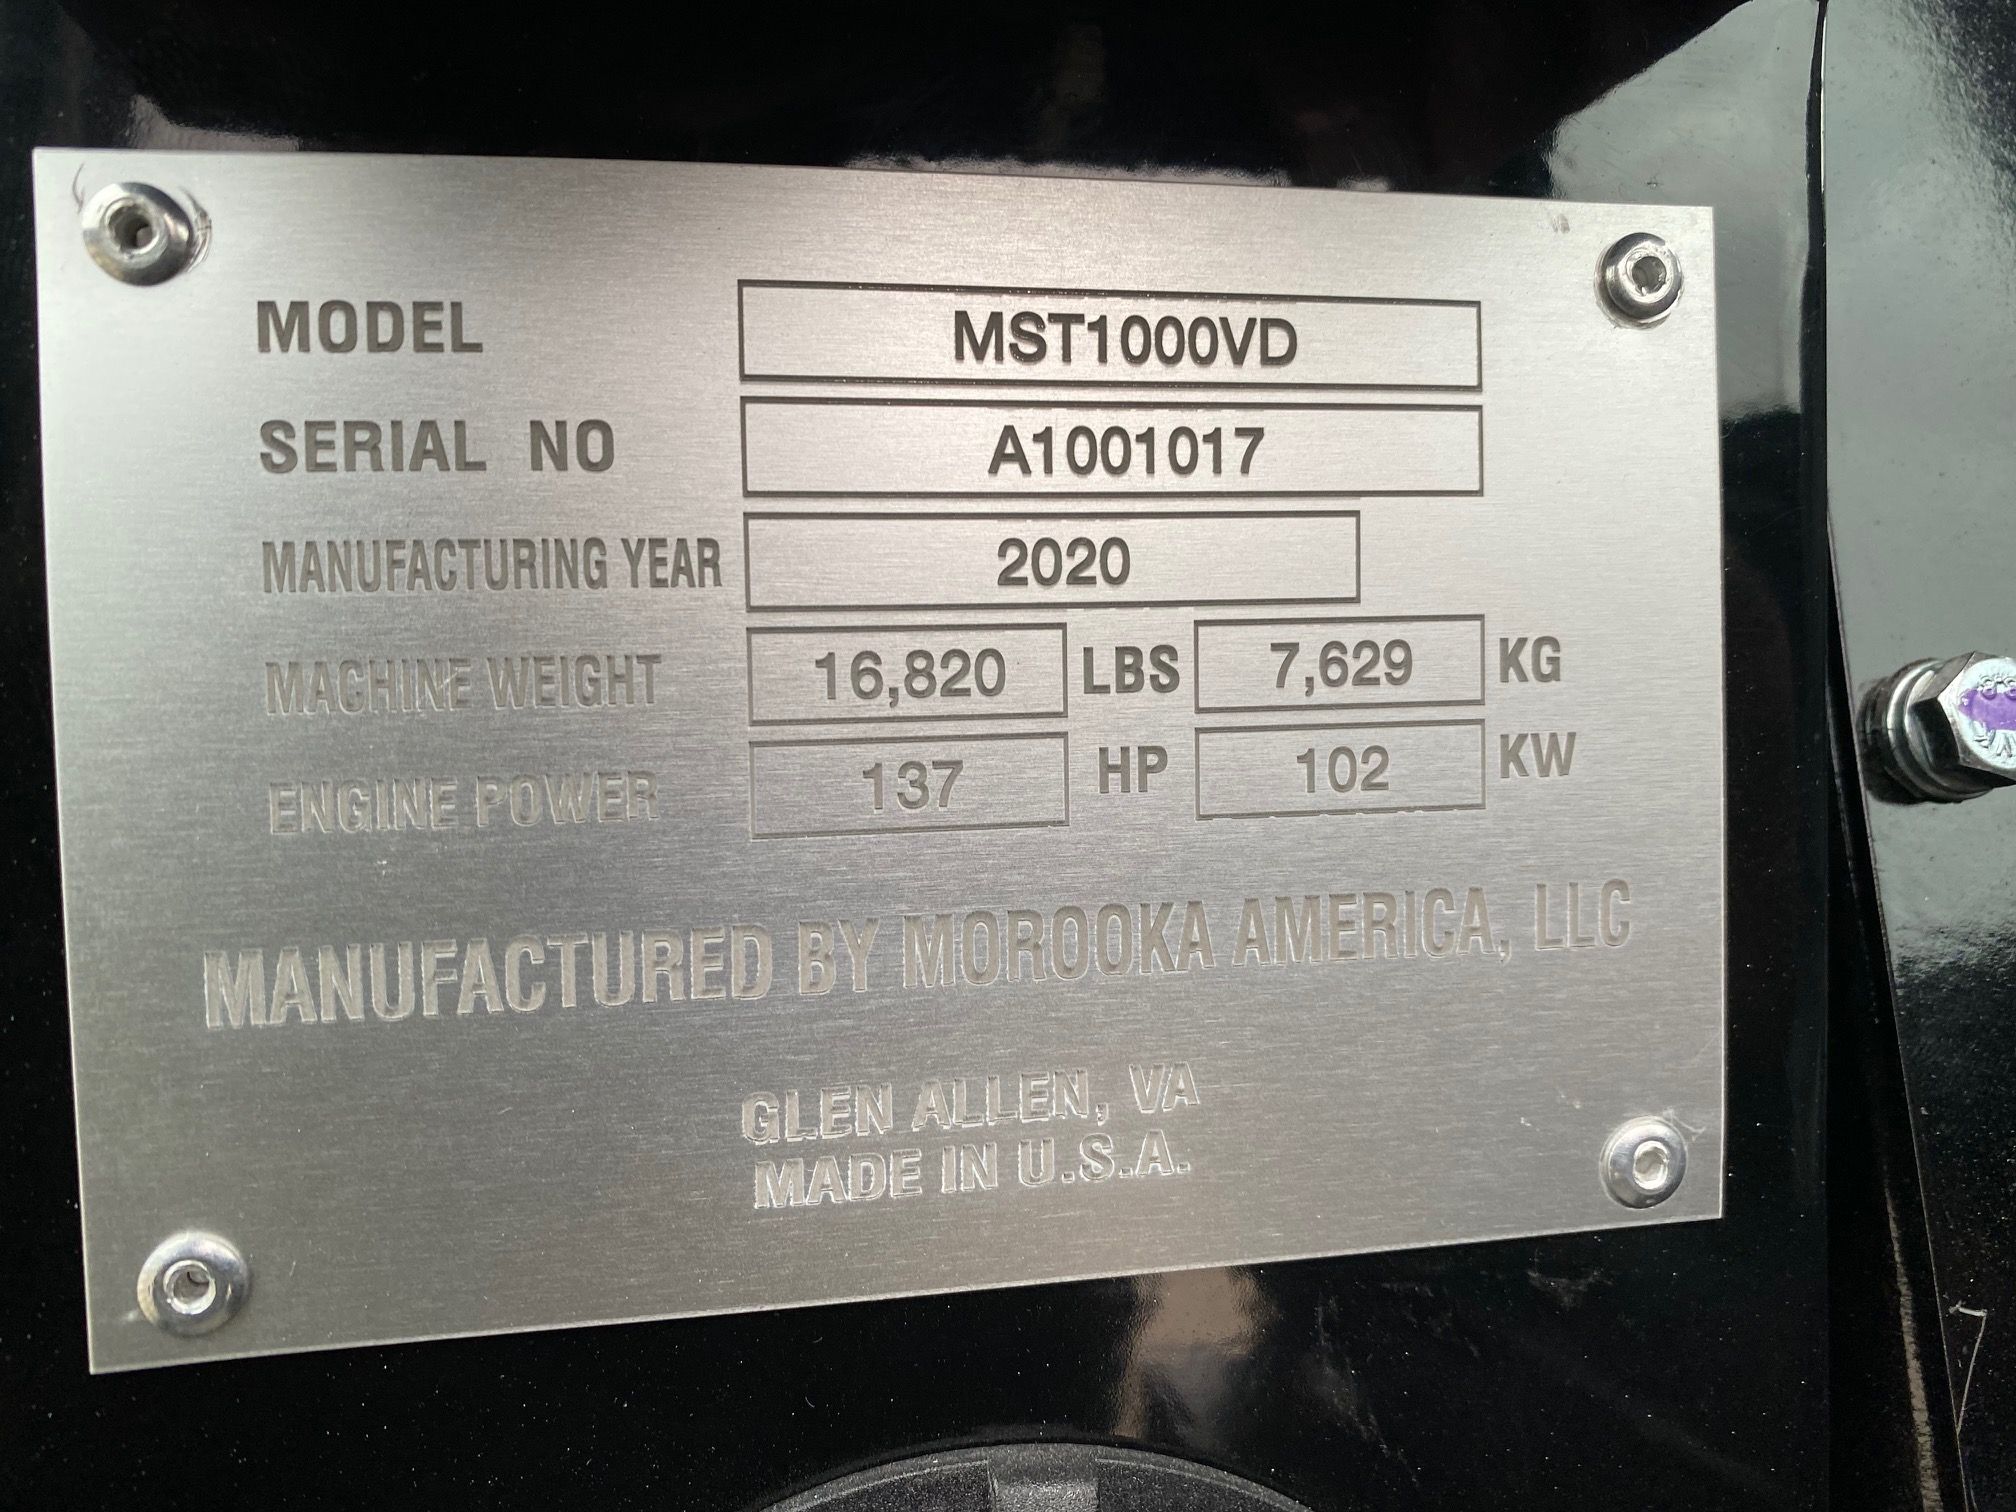 MODEL MST1000VD
SERIAL NO A1001017
MANUFACTURING YEAR 2020
MACHINE WEIGHT 16,820 LBS 7,629 KG
ENGINE POWER 137 HP 102 KW
MANUFACTURED BY MOROOKA AMERICA, LLC
GLEN ALLEN, VA
MADE IN U.S.A.